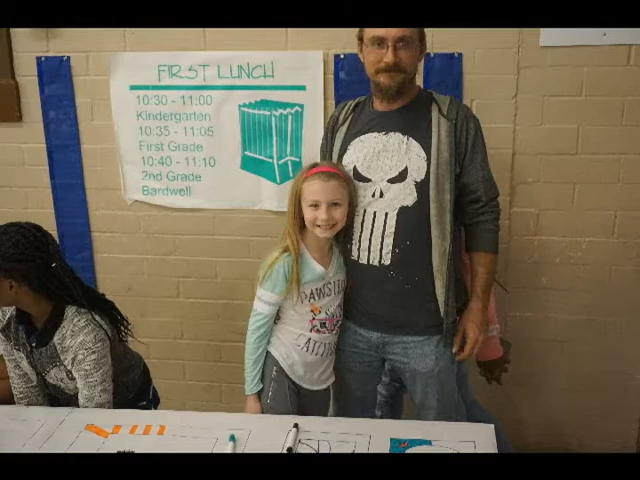 FIRST LUNCH
10:30 - 11:00
Kindergarten
10:35 - 11:05
First Grade
10:40 - 11:10
2nd Grade
Bardwell